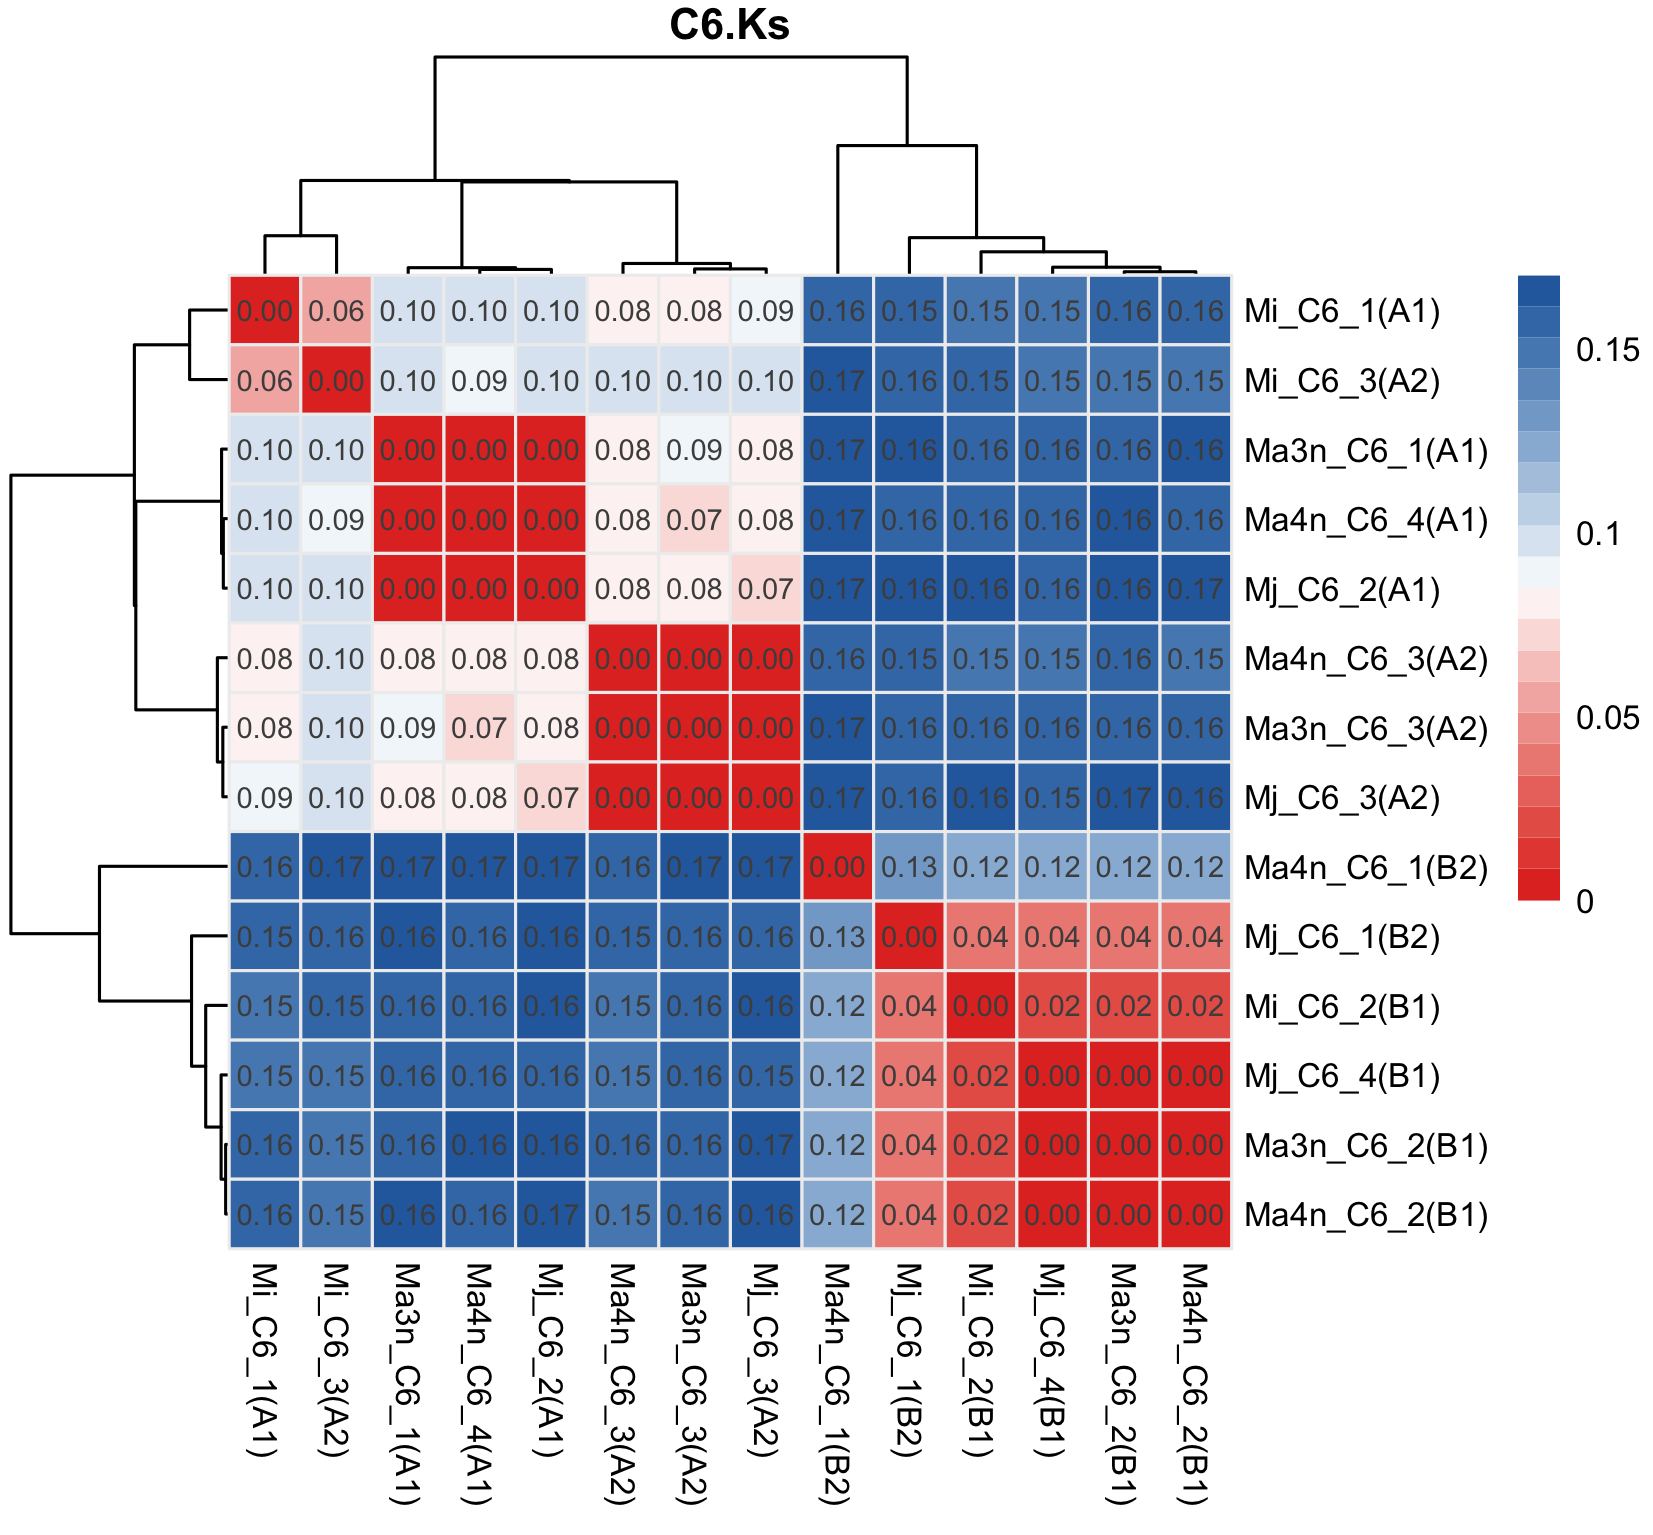 C6.Ks
0.00 0.06 0.10 0.10 0.10 0.08 0.08 0.09 0.16 0.15 0.15 0.15 0.16 0.16 Mi_C6_1(A1)
0.06 0.00 0.10 0.09 0.10 0.10 0.10 0.10 0.17 0.16 0.15 0.15 0.15 0.15 Mi_C6_3(A2)
0.10 0.10 0.00 0.00 0.00 0.08 0.09 0.08 0.17 0.16 0.16 0.16 0.16 0.16 Ma3n_C6_1(A1)
0.10 0.09 0.00 0.00 0.00 0.08 0.07 0.08 0.17 0.16 0.16 0.16 0.16 0.16 Ma4n_C6_4(A1)
0.10 0.10 0.00 0.00 0.00 0.08 0.08 0.07 0.17 0.16 0.16 0.16 0.16 0.17 Mj_C6_2(A1)
0.08 0.10 0.08 0.08 0.08 0.00 0.00 0.00 0.16 0.15 0.15 0.15 0.16 0.15 Ma4n_C6_3(A2)
0.08 0.10 0.09 0.07 0.08 0.00 0.00 0.00 0.17 0.16 0.16 0.16 0.16 0.16 Ma3n_C6_3(A2)
0.09 0.10 0.08 0.08 0.07 0.00 0.00 0.00 0.17 0.16 0.16 0.15 0.17 0.16 Mj_C6_3(A2)
0.16 0.17 0.17 0.17 0.17 0.16 0.17 0.17 0.00 0.13 0.12 0.12 0.12 0.12 Ma4n_C6_1(B2)
0.15 0.16 0.16 0.16 0.16 0.15 0.16 0.16 0.13 0.00 0.04 0.04 0.04 0.04 Mj_C6_1(B2)
0.15 0.15 0.16 0.16 0.16 0.15 0.16 0.16 0.12 0.04 0.00 0.02 0.02 0.02 Mi_C6_2(B1)
0.15 0.15 0.16 0.16 0.16 0.15 0.16 0.15 0.12 0.04 0.02 0.00 0.00 0.00 Mj_C6_4(B1)
0.16 0.15 0.16 0.16 0.16 0.16 0.16 0.17 0.12 0.04 0.02 0.00 0.00 0.00 Ma3n_C6_2(B1)
0.16 0.15 0.16 0.16 0.17 0.15 0.16 0.16 0.12 0.04 0.02 0.00 0.00 0.00 Ma4n_C6_2(B1)
Mi_C6_1(A1)
Mi_C6_3(A2)
Ma3n_C6_1(A1)
Ma4n_C6_4(A1)
Mj_C6_2(A1)
Ma4n_C6_3(A2)
Ma3n_C6_3(A2)
Mj_C6_3(A2)
Ma4n_C6_1(B2)
Mj_C6_1(B2)
Mi_C6_2(B1)
Mj_C6_4(B1)
Ma3n_C6_2(B1)
Ma4n_C6_2(B1)
0.15
0.1
0.05
0